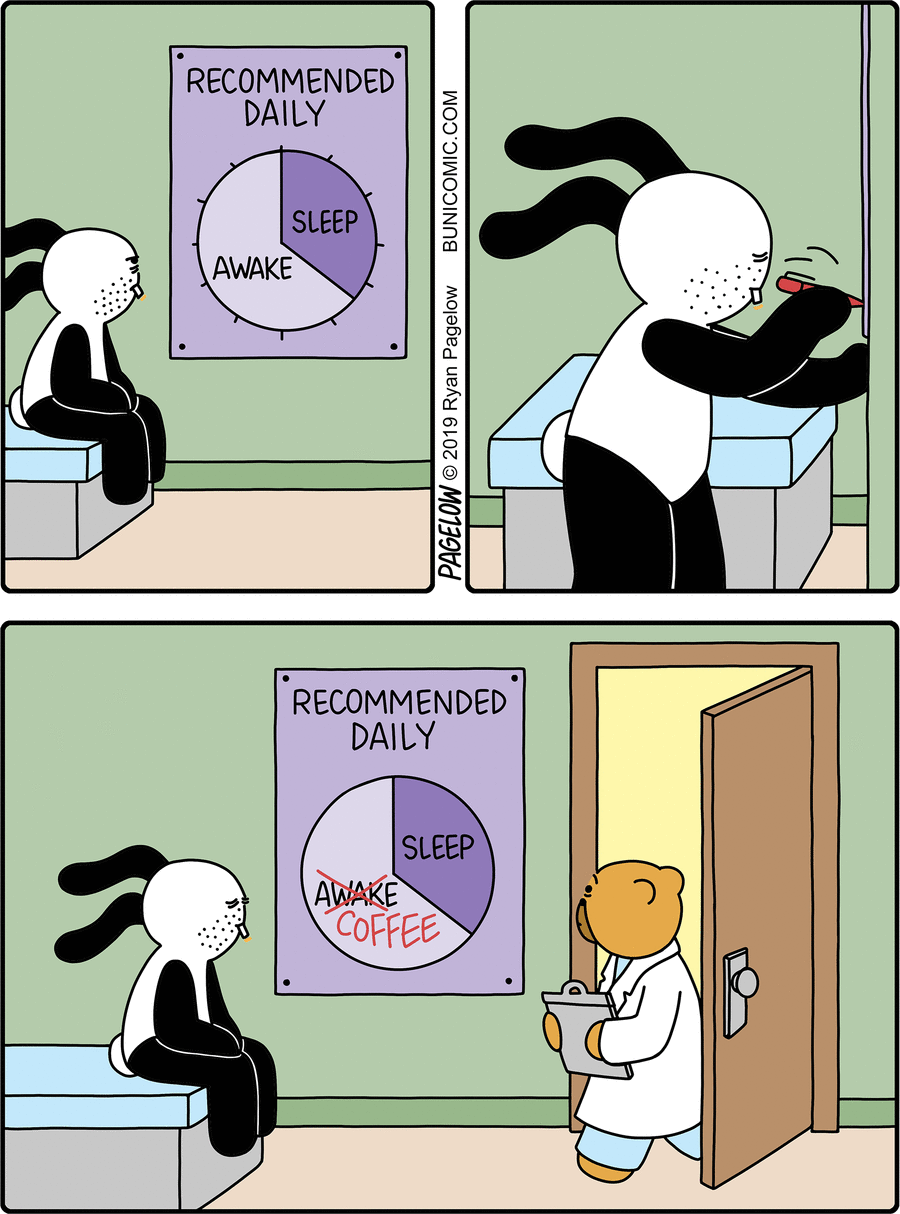 RECOMMENDED
DAILY
SLEEP
AWAKE
PAGELOW © 2019 Ryan Pagelow BUNICOMIC.COM
RECOMMENDED
DAILY
SLEEP
AWAKE
COFFEE